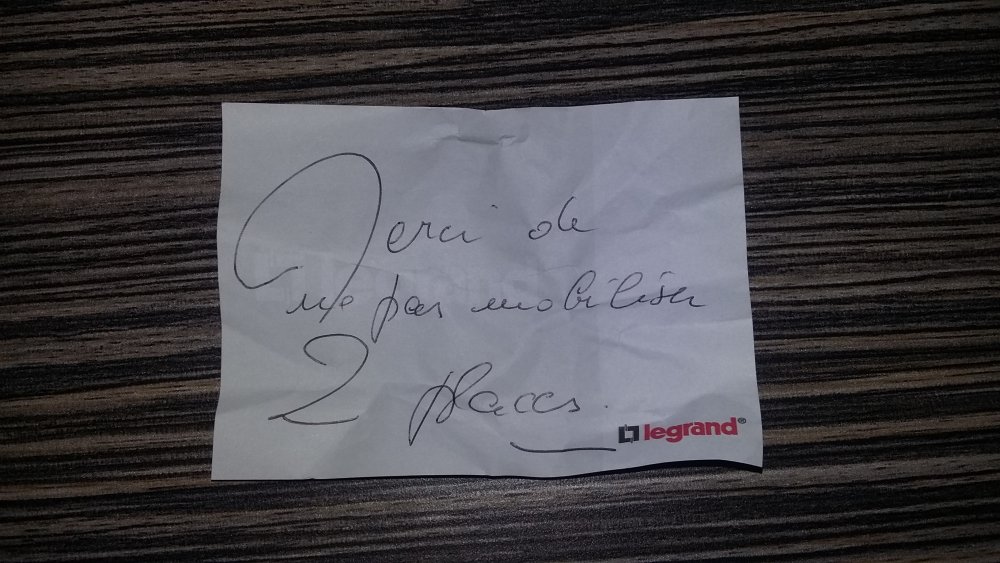 Merci de
ne pas mobiliser
2 places.
legrand®